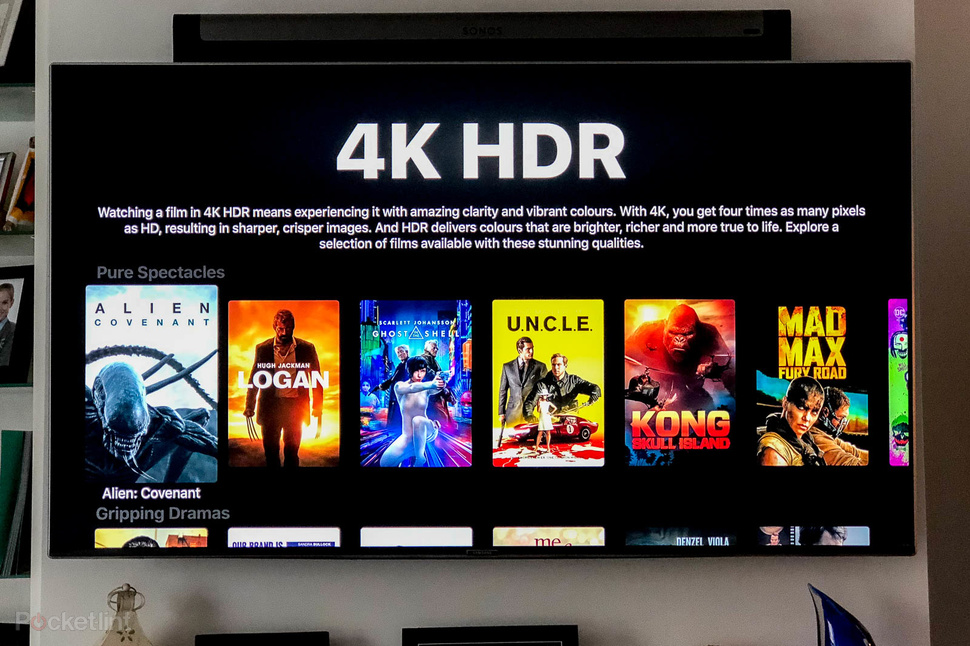 SONOS
4K HDR
Watching a film in 4K HDR means experiencing it with amazing clarity and vibrant colours. With 4K, you get four times as many pixels
as HD, resulting in sharper, crisper images. And HDR delivers colours that are brighter, richer and more true to life. Explore a
selection of films available with these stunning qualities.
Pure Spectacles
ALIEN
COVENANT
HUGH JACKMAN
LOGAN
SCARLETT JOHANSSON
GHOST IN THE SHELL
U.N.C.L.E.
KONG
SKULL ISLAND
MAD
MAX
FURY ROAD
DC
Alien: Covenant
Gripping Dramas
OUR BRAND IS
SANDRA BULLOCK
me
DENZEL VIOLA
Pocketlint